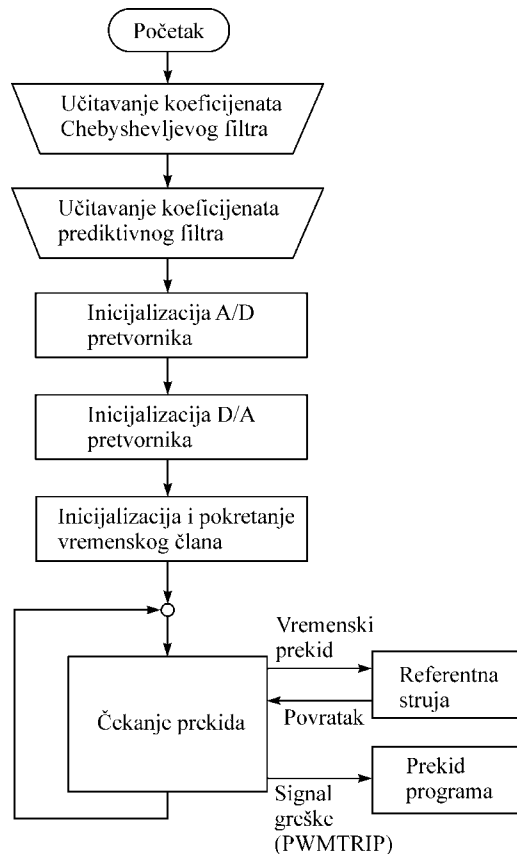 Početak
Učitavanje koeficijenata
Chebyshevljevog filtra
Učitavanje koeficijenata
prediktivnog filtra
Inicijalizacija A/D
pretvornika
Inicijalizacija D/A
pretvornika
Inicijalizacija i pokretanje
vremenskog člana
Vremenski
prekid
Čekanje prekida
Referentna
struja
Povratak
Signal
greške
(PWMTRIP)
Prekid
programa